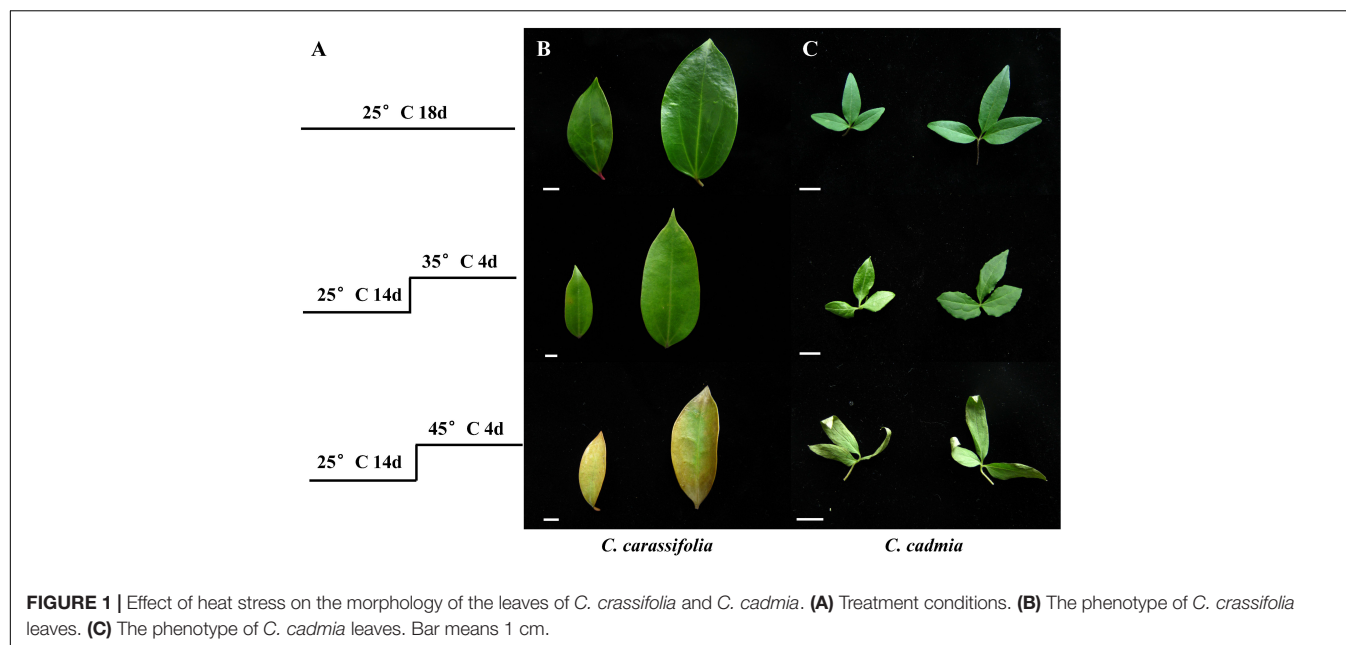 A
B
C
25° C 18d
35° C 4d
25° C 14d
45° C 4d
25° C 14d
C. carassifolia
C. cadmia
FIGURE 1 | Effect of heat stress on the morphology of the leaves of C. crassifolia and C. cadmia. (A) Treatment conditions. (B) The phenotype of C. crassifolia
leaves. (C) The phenotype of C. cadmia leaves. Bar means 1 cm.